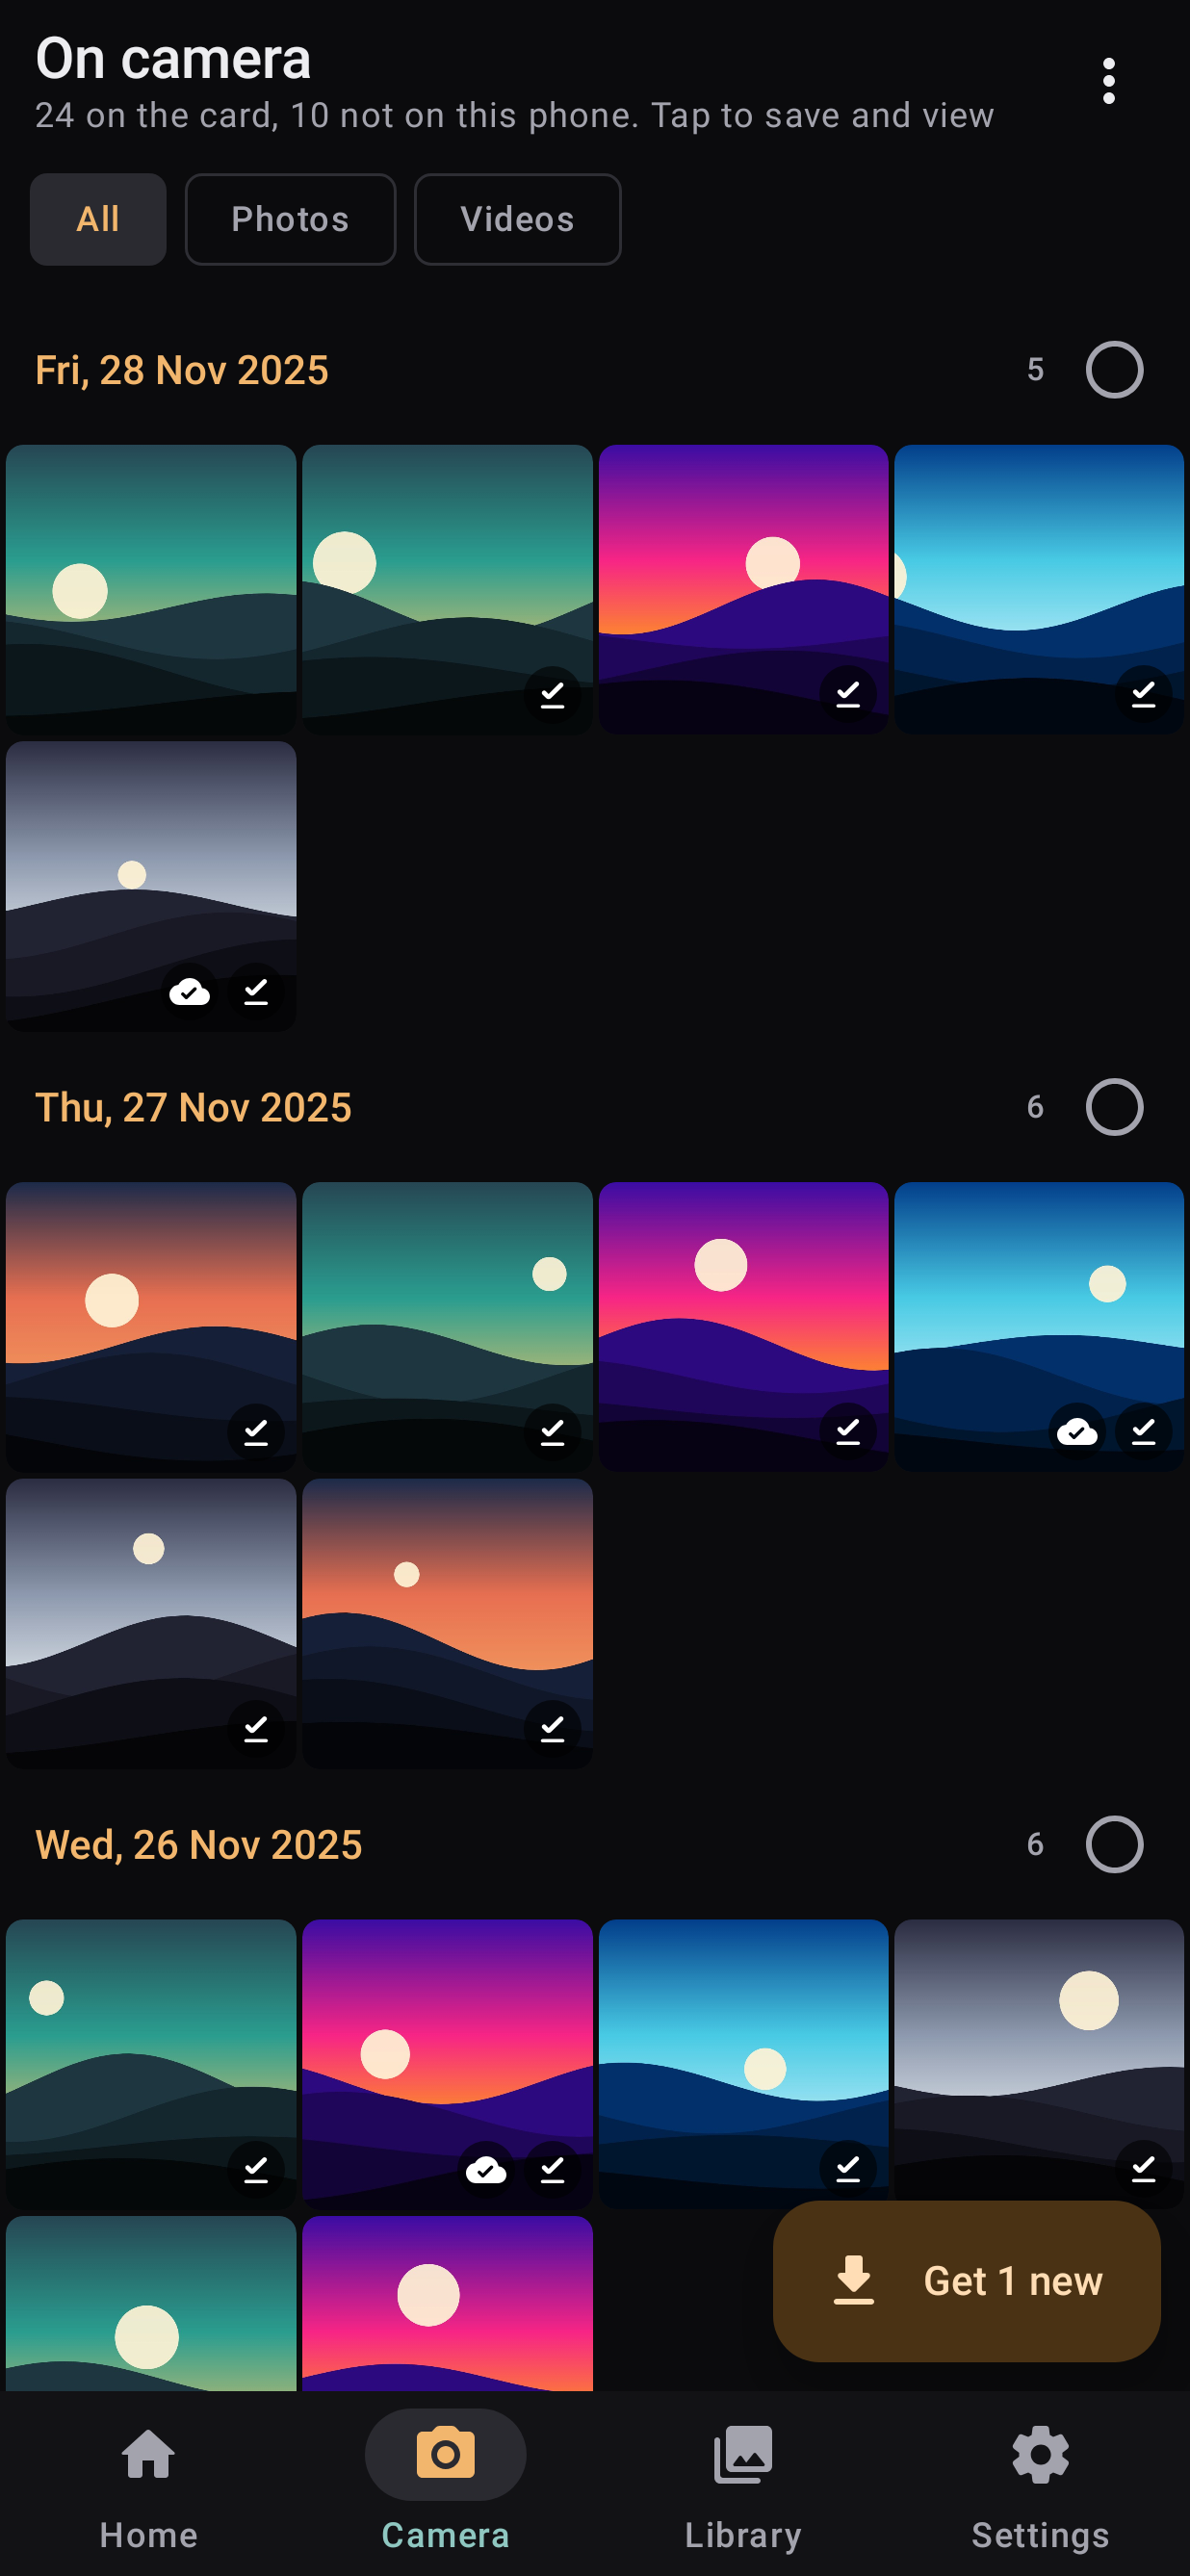 On camera
24 on the card, 10 not on this phone. Tap to save and view
All
Photos
Videos
Fri, 28 Nov 2025
5
Thu, 27 Nov 2025
6
Wed, 26 Nov 2025
6
Get 1 new
Home
Camera
Library
Settings